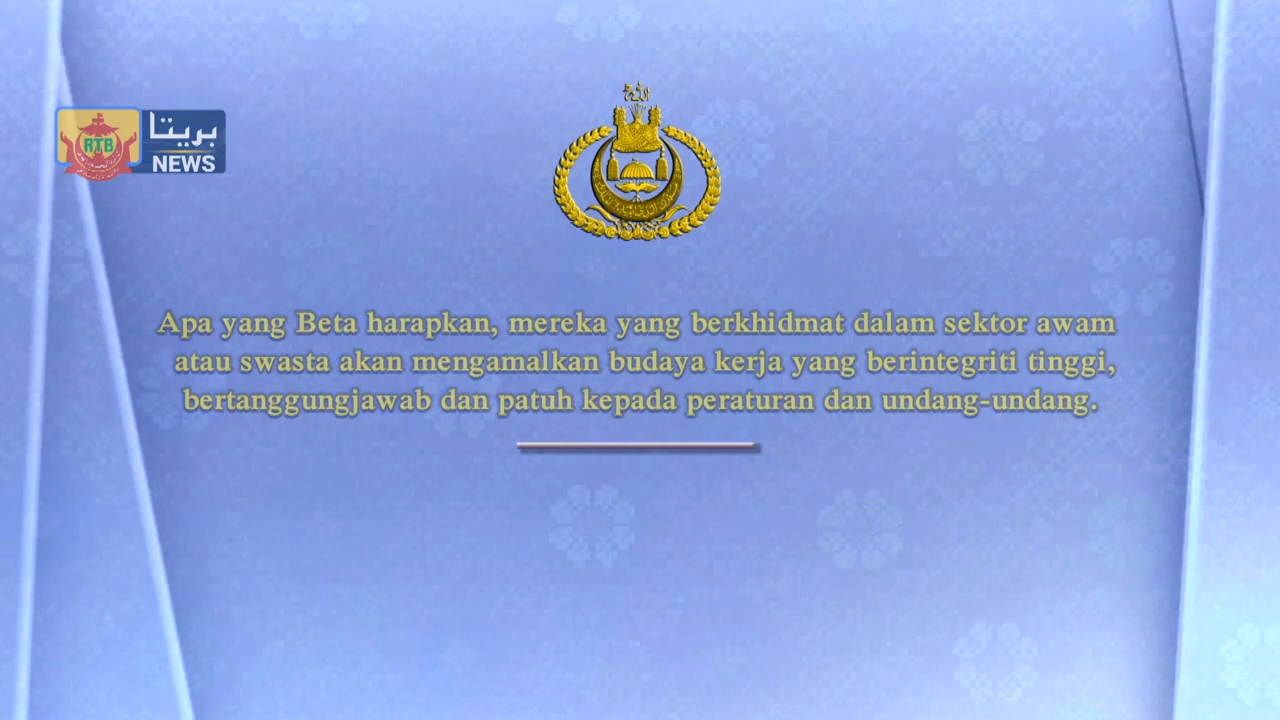 بريتا
RTB
NEWS
Apa yang Beta harapkan, mereka yang berkhidmat dalam sektor awam
atau swasta akan mengamalkan budaya kerja yang berintegriti tinggi,
bertanggungjawab dan patuh kepada peraturan dan undang-undang.